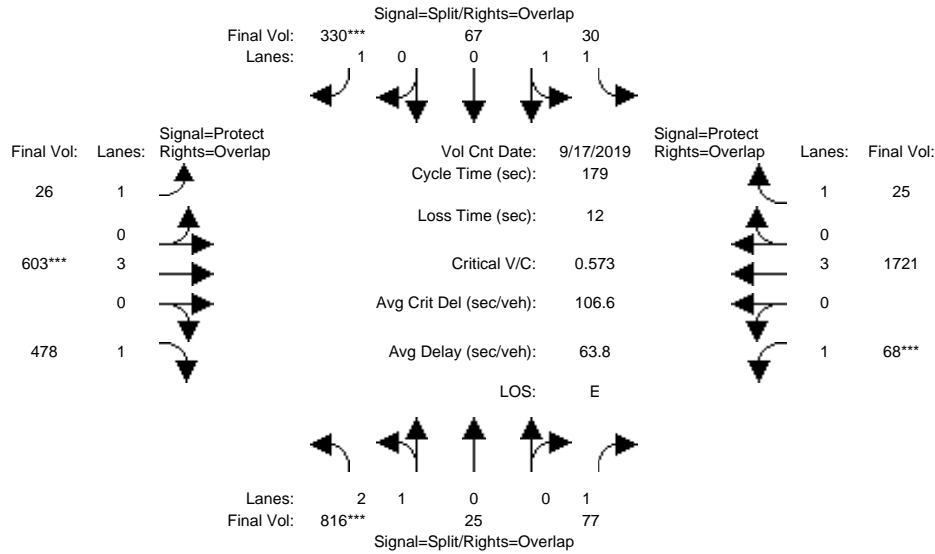 Signal=Split/Rights=Overlap
Final Vol: 330*** 67 30
Lanes: 1 0 0 1 1
Signal=Protect
Final Vol: Lanes: Rights=Overlap
Vol Cnt Date: 9/17/2019
Signal=Protect
Rights=Overlap Lanes: Final Vol:
Cycle Time (sec): 179
26 1
1 25
Loss Time (sec): 12
0
0
603*** 3
Critical V/C: 0.573
3 1721
0
Avg Crit Del (sec/veh): 106.6
0
478 1
Avg Delay (sec/veh): 63.8
1 68***
LOS: E
Lanes: 2 1 0 0 1
Final Vol: 816*** 25 77
Signal=Split/Rights=Overlap